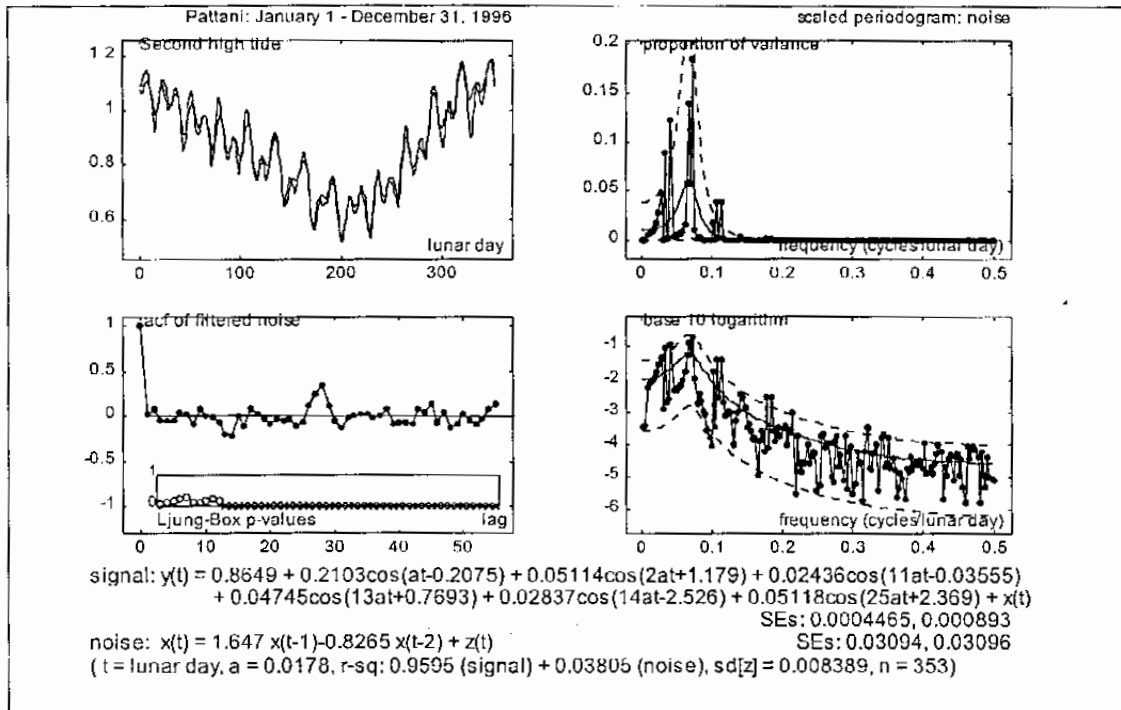 Pattani: January 1 - December 31, 1996
scaled periodogram: noise
Second high tide
1.2
1
0.8
0.6
lunar day
0 100 200 300
proportion of variance
0.2
0.15
0.1
0.05
0
frequency (cycles/lunar day)
0 0.1 0.2 0.3 0.4 0.5
acf of filtered noise
1
0.5
0
-0.5
-1
1
0
Ljung-Box p-values lag
0 10 20 30 40 50
base 10 logarithm
-1
-2
-3
-4
-5
-6
frequency (cycles/lunar day)
0 0.1 0.2 0.3 0.4 0.5
signal: y(t) = 0.8649 + 0.2103cos(at-0.2075) + 0.05114cos(2at+1.179) + 0.02436cos(11at-0.03555)
+ 0.04745cos(13at+0.7693) + 0.02837cos(14at-2.526) + 0.05118cos(25at+2.369) + x(t)
SEs: 0.0004465, 0.000893
noise: x(t) = 1.647 x(t-1)-0.8265 x(t-2) + z(t) SEs: 0.03094, 0.03096
( t = lunar day, a = 0.0178, r-sq: 0.9595 (signal) + 0.03805 (noise), sd[z] = 0.008389, n = 353)